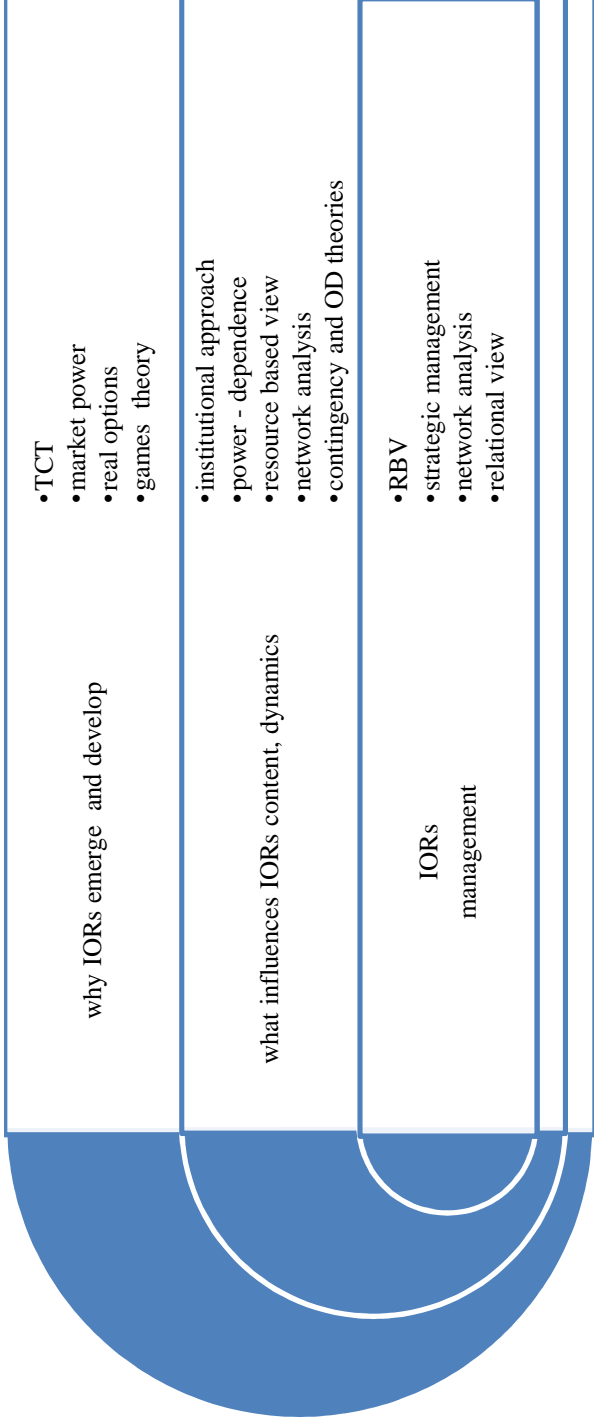 why IORs emerge and develop
•TCT
•market power
•real options
•games theory
what influences IORs content, dynamics
•institutional approach
•power - dependence
•resource based view
•network analysis
•contingency and OD theories
IORs
management
•RBV
•strategic management
•network analysis
•relational view